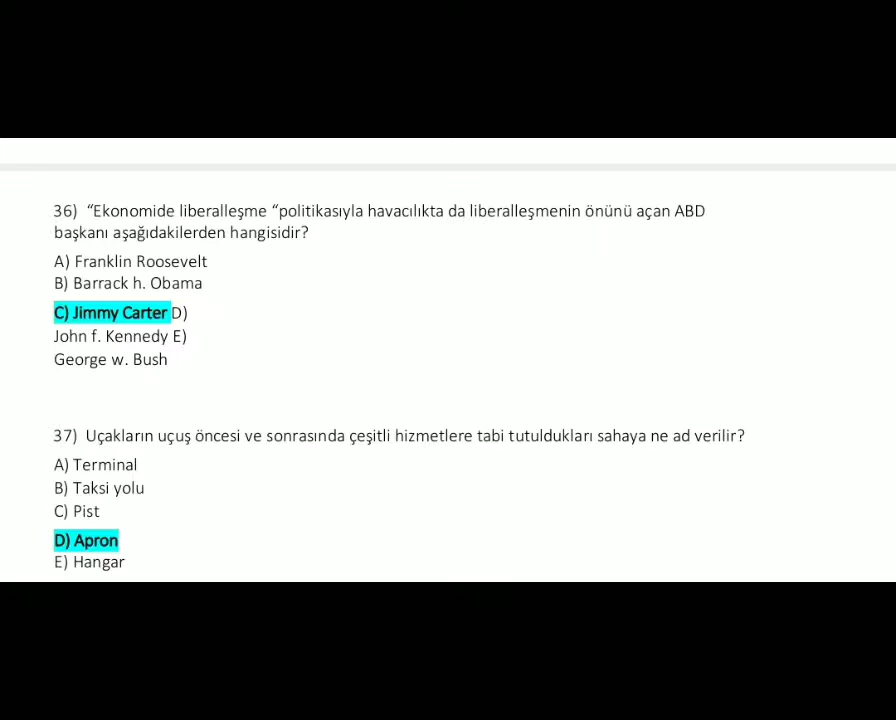 36) “Ekonomide liberalleşme “politikasıyla havacılıkta da liberalleşmenin önünü açan ABD
başkanı aşağıdakilerden hangisidir?
A) Franklin Roosevelt
B) Barrack h. Obama
C) Jimmy Carter D)
John f. Kennedy E)
George w. Bush
37) Uçakların uçuş öncesi ve sonrasında çeşitli hizmetlere tabi tutuldukları sahaya ne ad verilir?
A) Terminal
B) Taksi yolu
C) Pist
D) Apron
E) Hangar